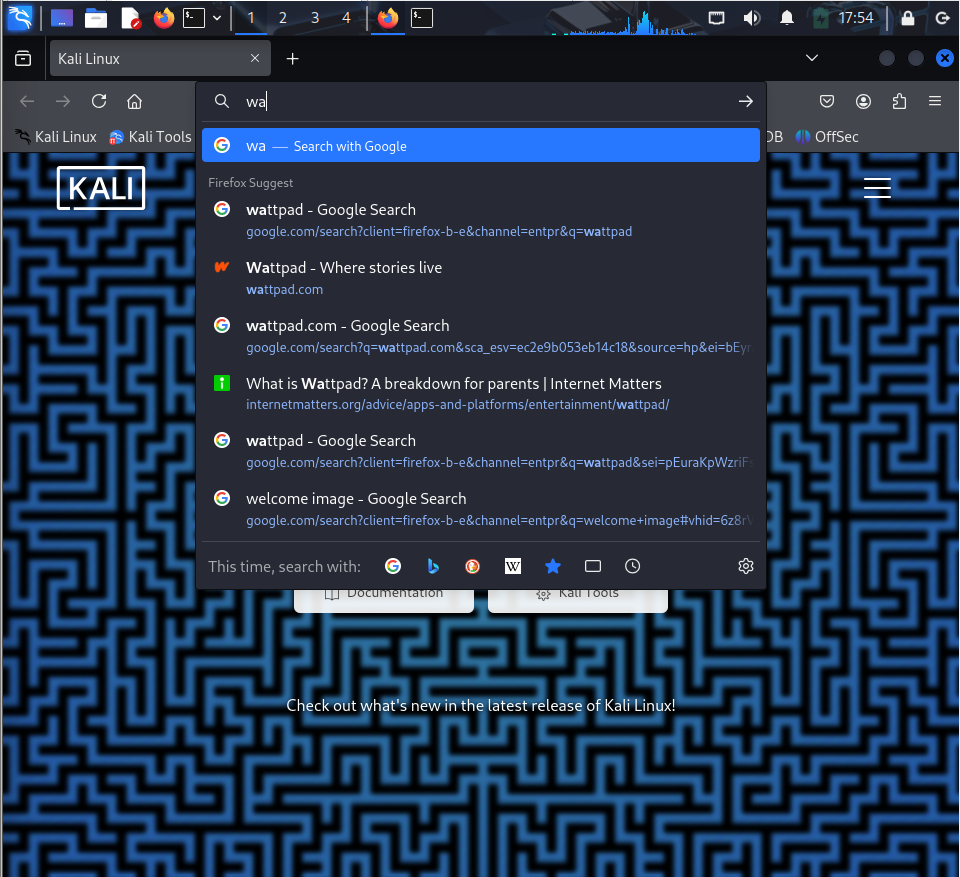 1 2 3 4 17:54
Kali Linux
wa
Kali Linux Kali Tools DB OffSec
wa — Search with Google
KALI
Firefox Suggest
wattpad - Google Search
google.com/search?client=firefox-b-e&channel=entpr&q=wattpad
Wattpad - Where stories live
wattpad.com
wattpad.com - Google Search
google.com/search?q=wattpad.com&sca_esv=ec2e9b053eb14c18&source=hp&ei=bEyr
What is Wattpad? A breakdown for parents | Internet Matters
internetmatters.org/advice/apps-and-platforms/entertainment/wattpad/
wattpad - Google Search
google.com/search?client=firefox-b-e&channel=entpr&q=wattpad&sei=pEuraKpWzriF
welcome image - Google Search
google.com/search?client=firefox-b-e&channel=entpr&q=welcome+image#vhid=6z8r
This time, search with:
Documentation Kali Tools
Check out what's new in the latest release of Kali Linux!